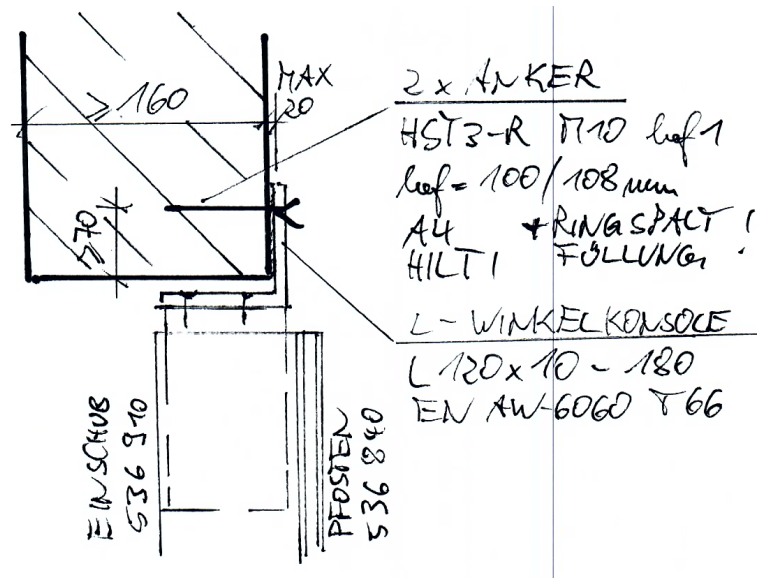 ≥ 160
MAX
20
≥ 70
2 x ANKER
HST3-R M10 hef1
hef = 100/108 mm
A4 + RINGSPALT !
HILTI FÜLLUNG
L - WINKELKONSOLE
L 120 x 10 - 180
EN AW-6060 T66
EINSCHUB
536 910
PFOSTEN
536 840